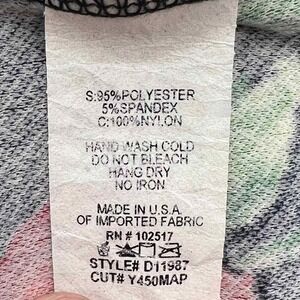 S:95%POLYESTER
5%SPANDEX
C:100%NYLON
HAND WASH COLD
DO NOT BLEACH
HANG DRY
NO IRON
MADE IN U.S.A.
OF IMPORTED FABRIC
RN # 102517
STYLE# D11987
CUT# Y450MAP